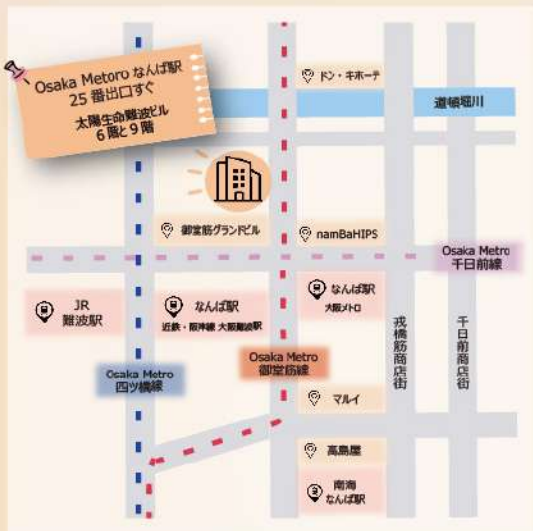 Osaka Metoro なんば駅
25 番出口すぐ
太陽生命難波ビル
6 階と 9 階
ドン・キホーテ
道頓堀川
御堂筋グランドビル
namBaHIPS
Osaka Metro
千日前線
JR
難波駅
なんば駅
近鉄・阪神線 大阪難波駅
なんば駅
大阪メトロ
戎橋筋商店街
千日前商店街
Osaka Metro
四ツ橋線
Osaka Metro
御堂筋線
マルイ
高島屋
南海
なんば駅